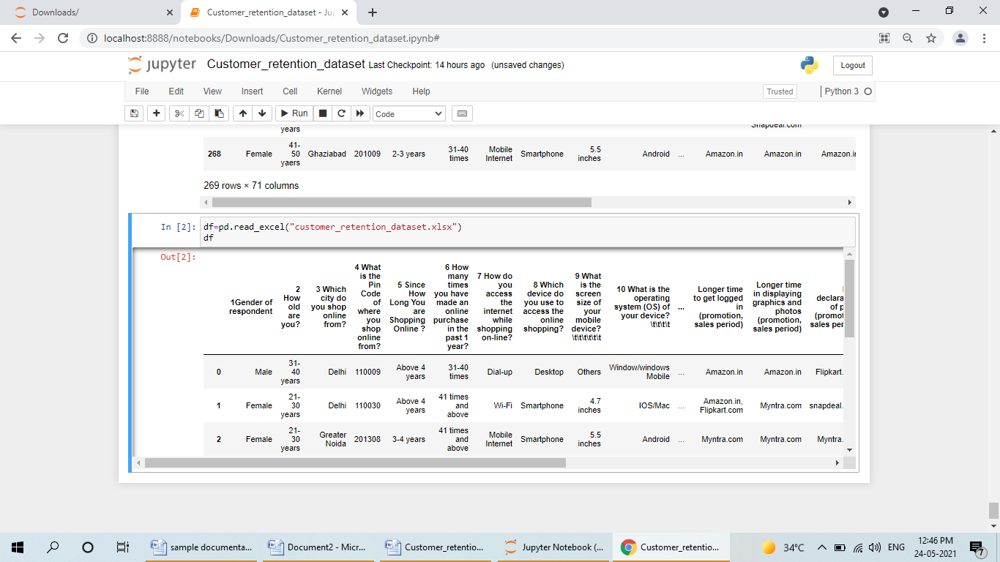 Downloads/
Customer_retention_dataset - Jup
localhost:8888/notebooks/Downloads/Customer_retention_dataset.ipynb#
jupyter Customer_retention_dataset Last Checkpoint: 14 hours ago (unsaved changes)
Logout
File Edit View Insert Cell Kernel Widgets Help
Trusted
Python 3
Run
Code
years
Snapdeal.com
268 Female 41-50 yaers Ghaziabad 201009 2-3 years 31-40 times Mobile Internet Smartphone 5.5 inches Android ... Amazon.in Amazon.in Amazon.in
269 rows × 71 columns
In [2]: df=pd.read_excel("customer_retention_dataset.xlsx")
df
Out[2]:
1Gender of respondent
2 How old are you?
3 Which city do you shop online from?
4 What is the Pin Code of where you shop online from?
5 Since How Long You are Shopping Online ?
6 How many times you have made an online purchase in the past 1 year?
7 How do you access the internet while shopping on-line?
8 Which device do you use to access the online shopping?
9 What is the screen size of your mobile device? \t\t\t\t\t\t
10 What is the operating system (OS) of your device? \t\t\t\t
...
Longer time to get logged in (promotion, sales period)
Longer time in displaying graphics and photos (promotion, sales period)
declara
of p
(promot
sales per
0 Male 31-40 years Delhi 110009 Above 4 years 31-40 times Dial-up Desktop Others Window/windows Mobile ... Amazon.in Amazon.in Flipkart.
1 Female 21-30 years Delhi 110030 Above 4 years 41 times and above Wi-Fi Smartphone 4.7 inches IOS/Mac ... Amazon.in, Flipkart.com Myntra.com snapdeal.
2 Female 21-30 years Greater Noida 201308 3-4 years 41 times and above Mobile Internet Smartphone 5.5 inches Android ... Myntra.com Myntra.com Myntra.
sample documenta...
Document2 - Micr...
Customer_retentio...
Jupyter Notebook (...
Customer_retentio...
34°C
ENG
12:46 PM
24-05-2021
7